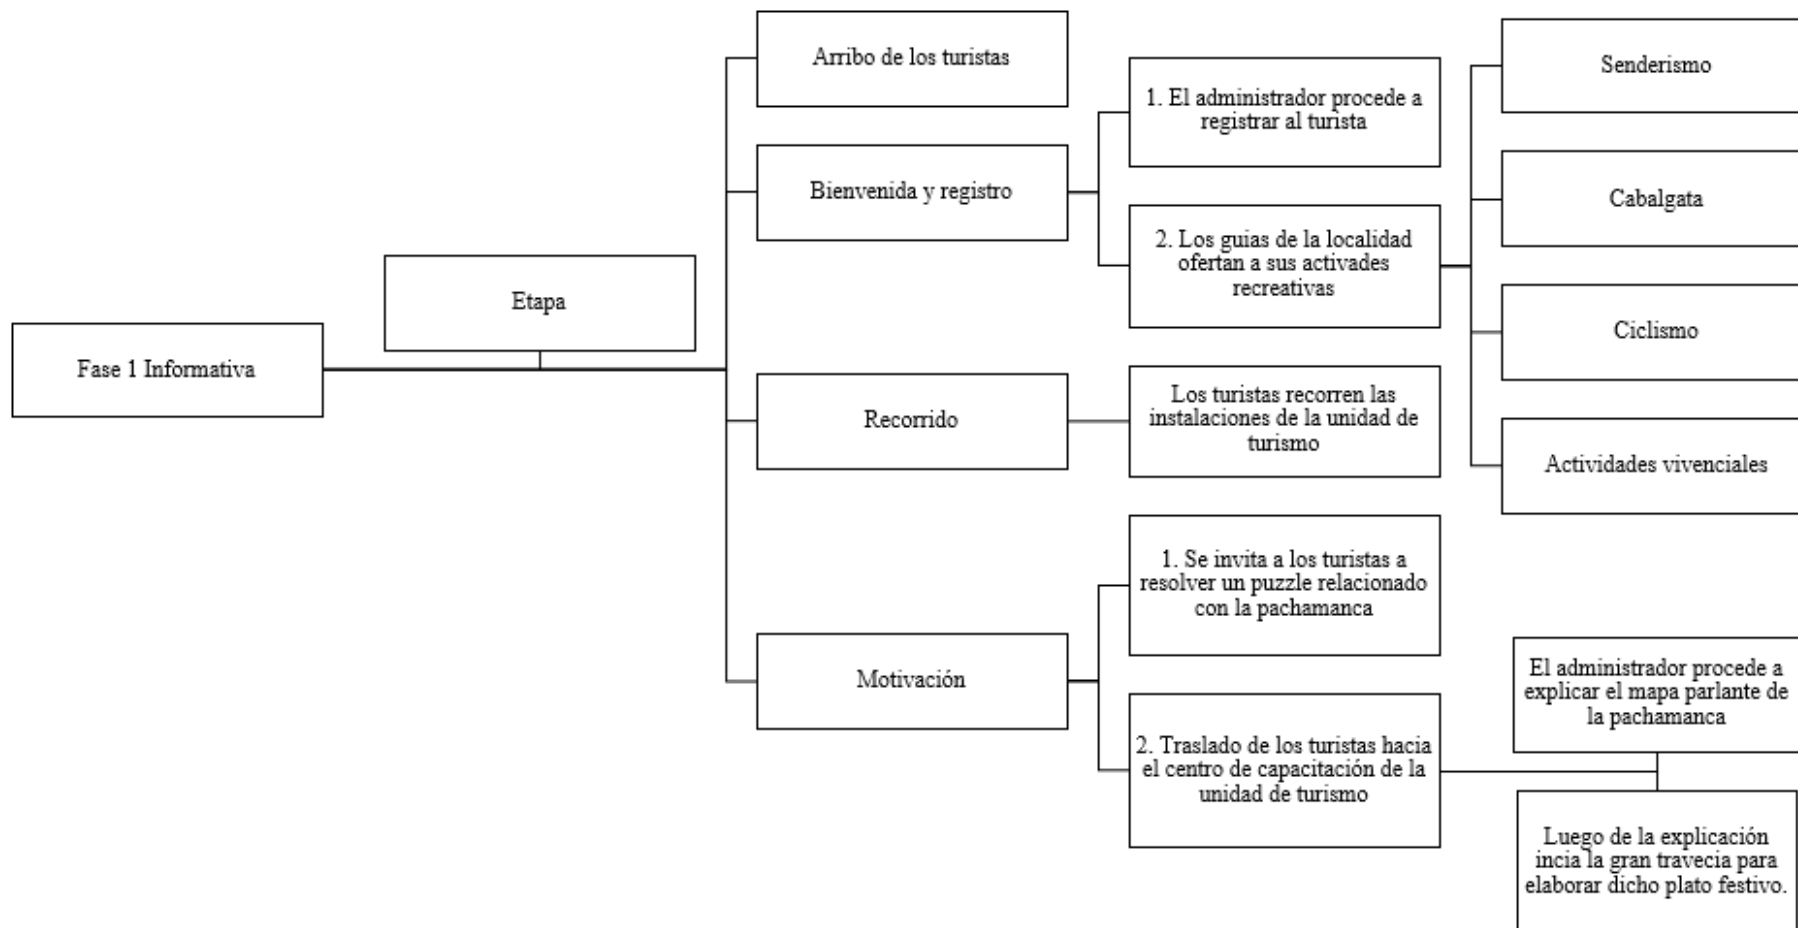 Fase 1 Informativa
Etapa
Arribo de los turistas
Bienvenida y registro
1. El administrador procede a
registrar al turista
2. Los guias de la localidad
ofertan a sus activades
recreativas
Senderismo
Cabalgata
Ciclismo
Actividades vivenciales
Recorrido
Los turistas recorren las
instalaciones de la unidad de
turismo
Motivación
1. Se invita a los turistas a
resolver un puzzle relacionado
con la pachamanca
2. Traslado de los turistas hacia
el centro de capacitación de la
unidad de turismo
El administrador procede a
explicar el mapa parlante de
la pachamanca
Luego de la explicación
incia la gran travecia para
elaborar dicho plato festivo.